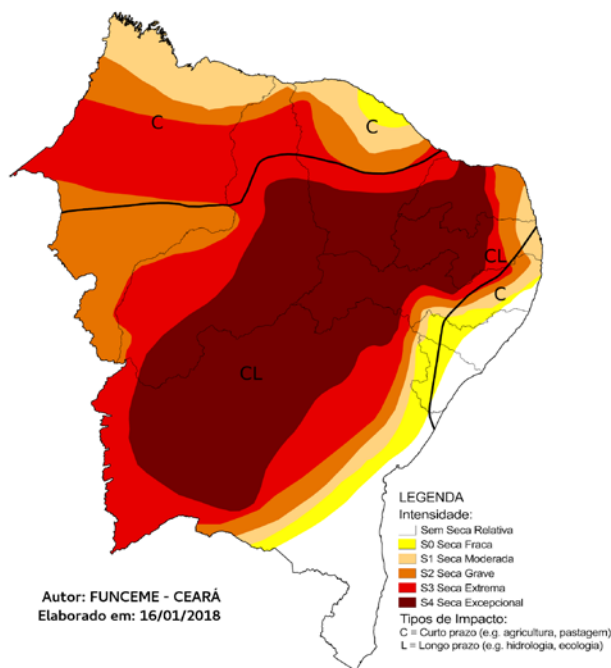 C
C
CL
C
CL
LEGENDA
Intensidade:
Sem Seca Relativa
S0 Seca Fraca
S1 Seca Moderada
S2 Seca Grave
S3 Seca Extrema
S4 Seca Excepcional
Tipos de Impacto:
C = Curto prazo (e.g. agricultura, pastagem)
L = Longo prazo (e.g. hidrologia, ecologia)
Autor: FUNCEME - CEARÁ
Elaborado em: 16/01/2018